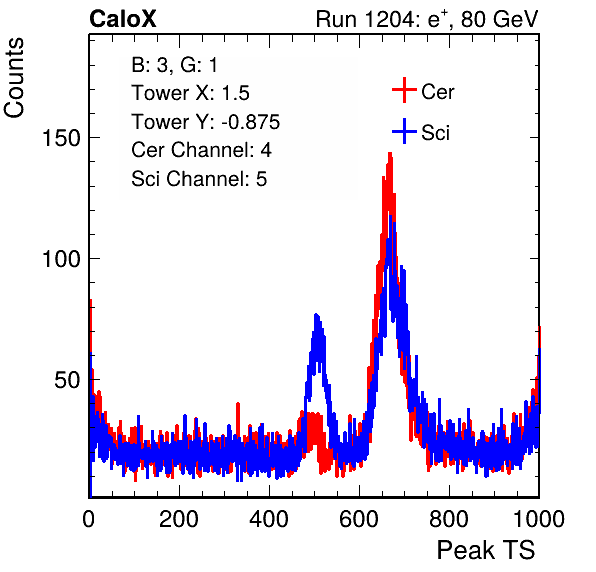 CaloX Run 1204: e⁺, 80 GeV
Counts
B: 3, G: 1
Tower X: 1.5
Tower Y: -0.875
Cer Channel: 4
Sci Channel: 5
Cer
Sci
150
100
50
0 200 400 600 800 1000
Peak TS